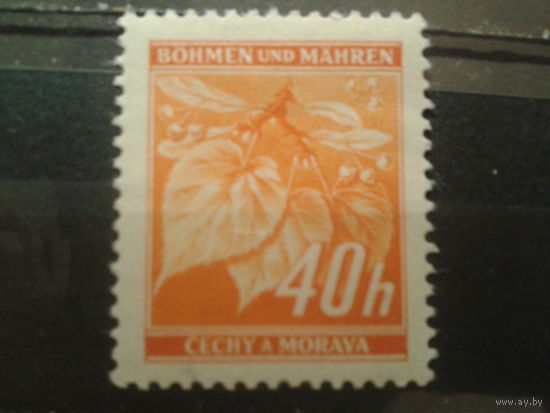 BÖHMEN UND MÄHREN
40h
ČECHY A MORAVA
www.ay.by